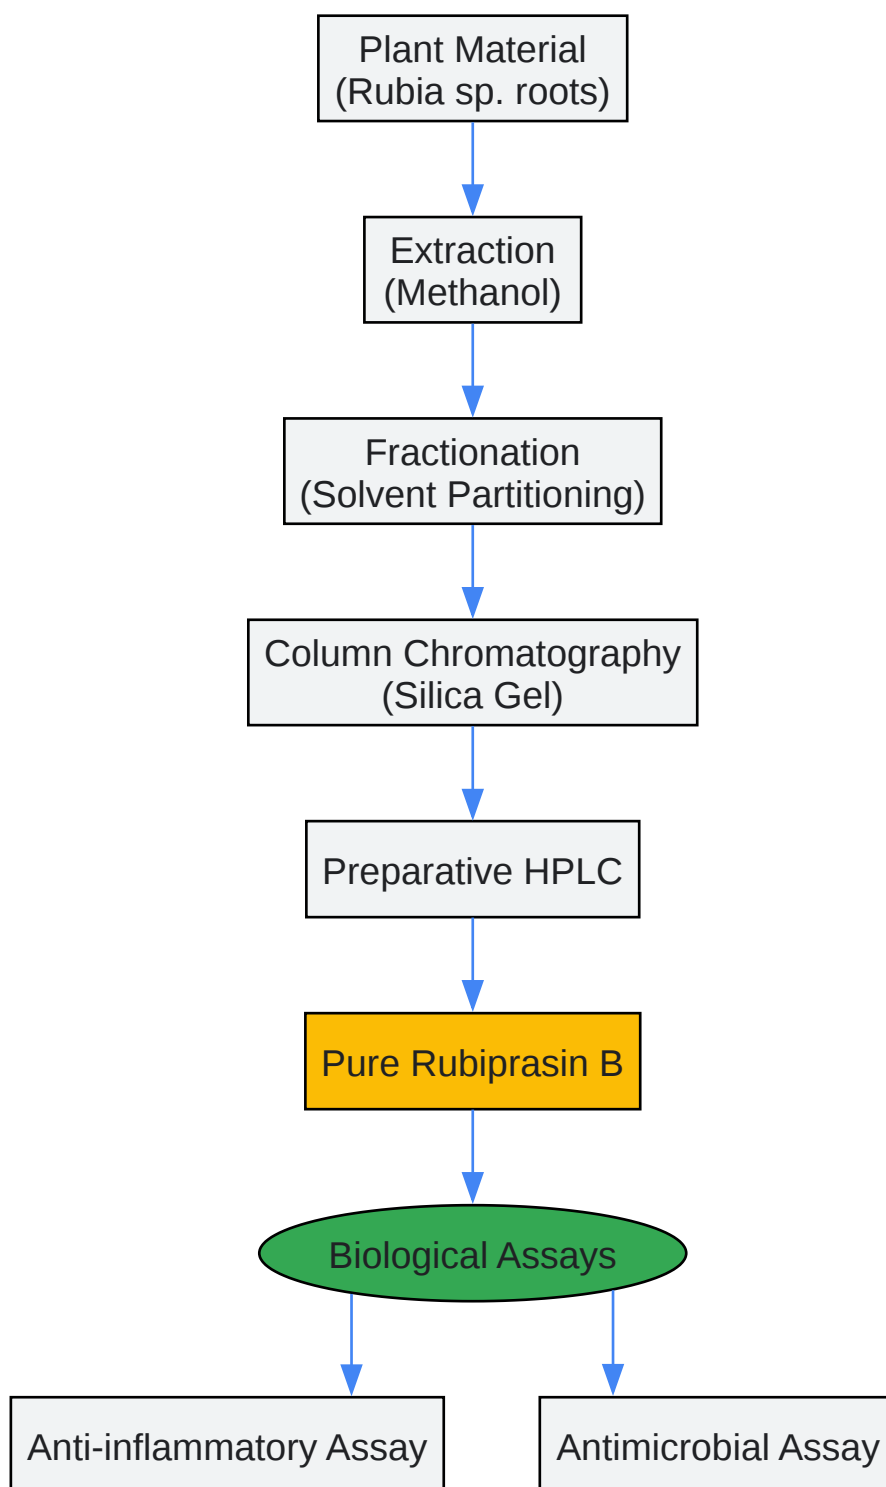 Plant Material
(Rubia sp. roots)
Extraction
(Methanol)
Fractionation
(Solvent Partitioning)
Column Chromatography
(Silica Gel)
Preparative HPLC
Pure Rubiprasin B
Biological Assays
Anti-inflammatory Assay
Antimicrobial Assay